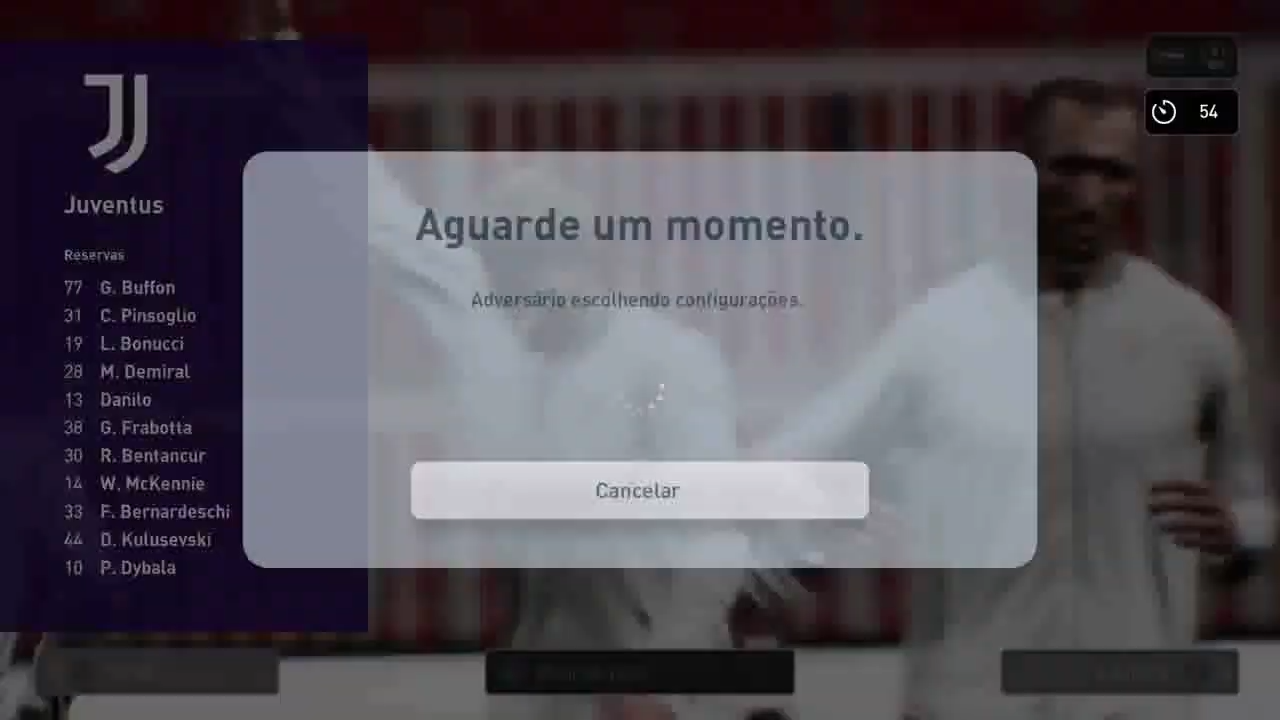 54
Juventus
Reservas
77 G. Buffon
31 C. Pinsoglio
19 L. Bonucci
28 M. Demiral
13 Danilo
38 G. Frabotta
30 R. Bentancur
14 W. McKennie
33 F. Bernardeschi
44 D. Kulusevski
10 P. Dybala
Aguarde um momento.
Adversário escolhendo configurações.
Cancelar